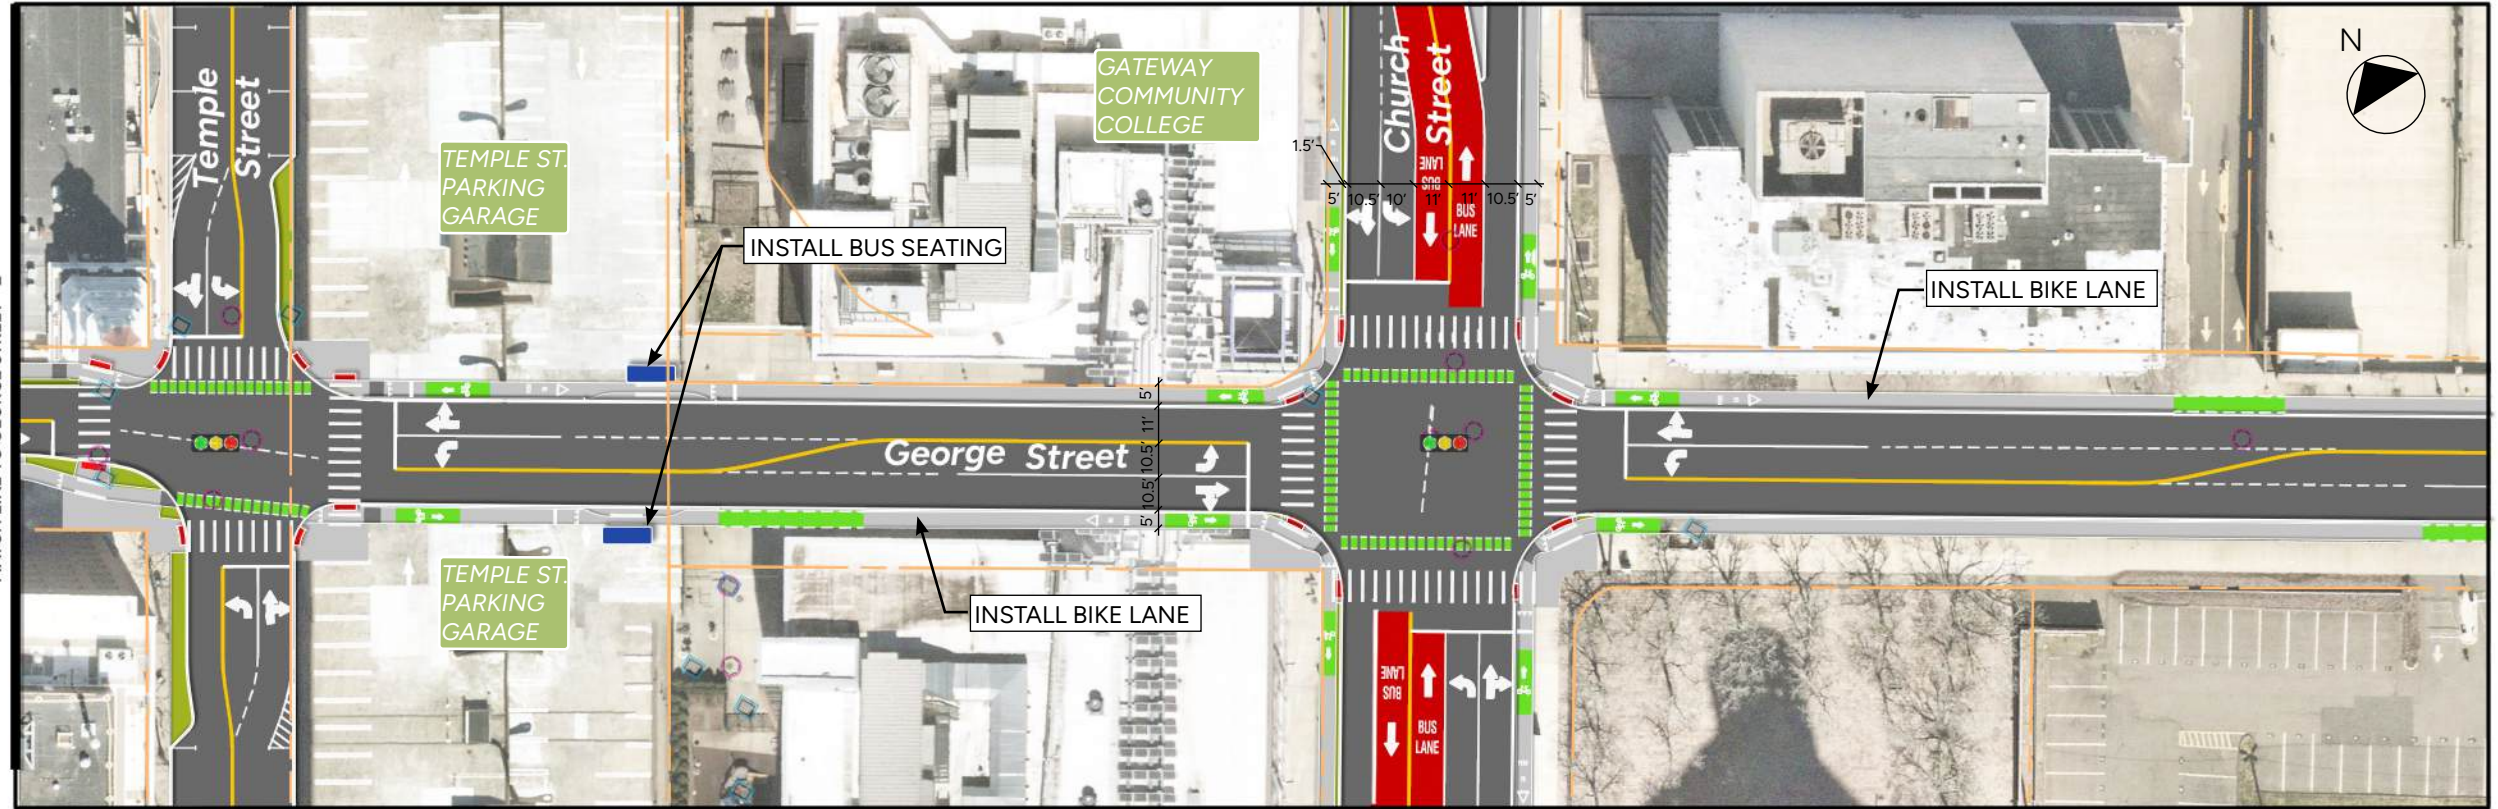 Temple
Street
TEMPLE ST.
PARKING
GARAGE
INSTALL BUS SEATING
GATEWAY
COMMUNITY
COLLEGE
Church
Street
N
1.5'
5' 10.5' 10' 11' 11' 10.5' 5'
BUS
LANE
BUS
LANE
INSTALL BIKE LANE
George Street
5'
11'
10.5'
10.5'
5'
TEMPLE ST.
PARKING
GARAGE
INSTALL BIKE LANE
BUS
LANE
BUS
LANE